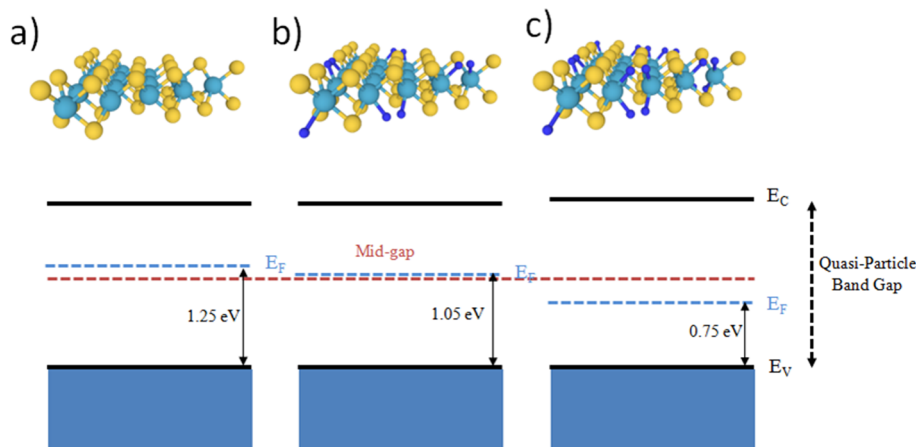 a)
b)
c)
E_C
Mid-gap
E_F
E_F
Quasi-Particle
Band Gap
E_F
1.25 eV
1.05 eV
0.75 eV
E_V